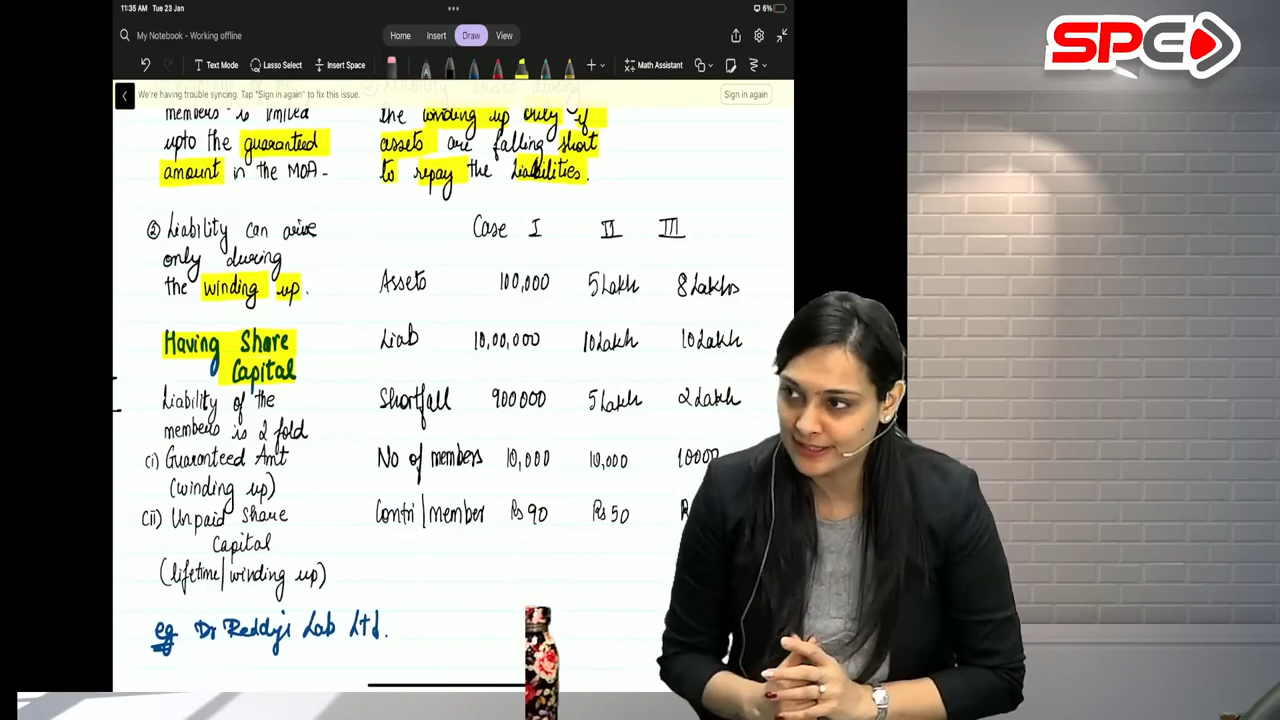 11:35 AM Tue 23 Jan
6%
My Notebook - Working offline
Home Insert Draw View
Text Mode Lasso Select Insert Space Math Assistant
We're having trouble syncing. Tap "Sign in again" to fix this issue.
Sign in again
SPC
members - is limited
upto the guaranteed
amount in the MOA -
② Liability can arise
only during
the winding up.
Having Share
Capital
Liability of the
members is 2 fold
(i) Guaranteed Amt
(winding up)
(ii) Unpaid Share
Capital
(lifetime/winding up)
eg Dr Reddy's Lab Ltd.
② Liability arises during
the winding up only if
assets are falling short
to repay the Liabilities.
Case I II III
Assets 100,000 5 Lakh 8 Lakhs
Liab 10,00,000 10 Lakh 10 Lakh
Shortfall 900000 5 Lakh 2 Lakh
No of members 10,000 10,000 10000
Contri/member Rs 90 Rs 50